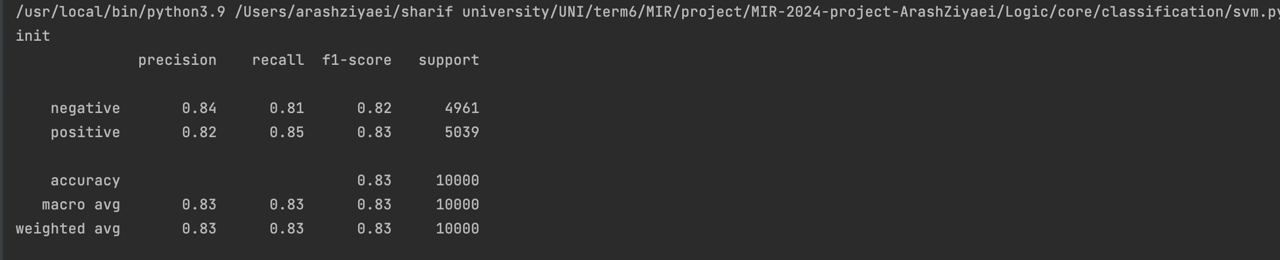 /usr/local/bin/python3.9 /Users/arashziyaei/sharif university/UNI/term6/MIR/project/MIR-2024-project-ArashZiyaei/Logic/core/classification/svm.py
init
precision recall f1-score support
negative 0.84 0.81 0.82 4961
positive 0.82 0.85 0.83 5039
accuracy 0.83 10000
macro avg 0.83 0.83 0.83 10000
weighted avg 0.83 0.83 0.83 10000